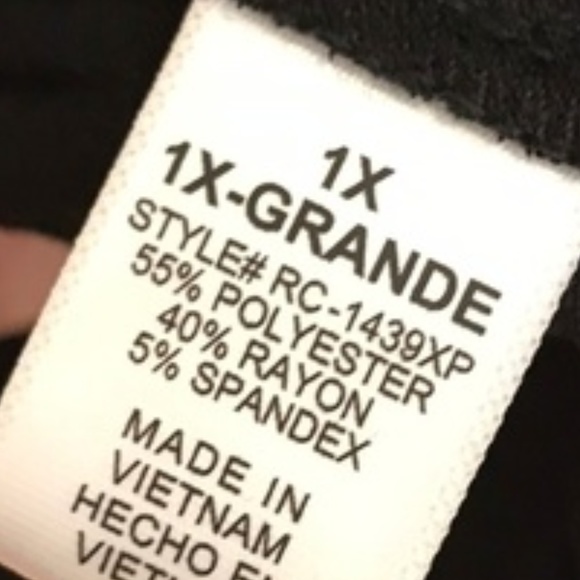 1X
1X-GRANDE
STYLE# RC-1439XP
55% POLYESTER
40% RAYON
5% SPANDEX
MADE IN
VIETNAM
HECHO